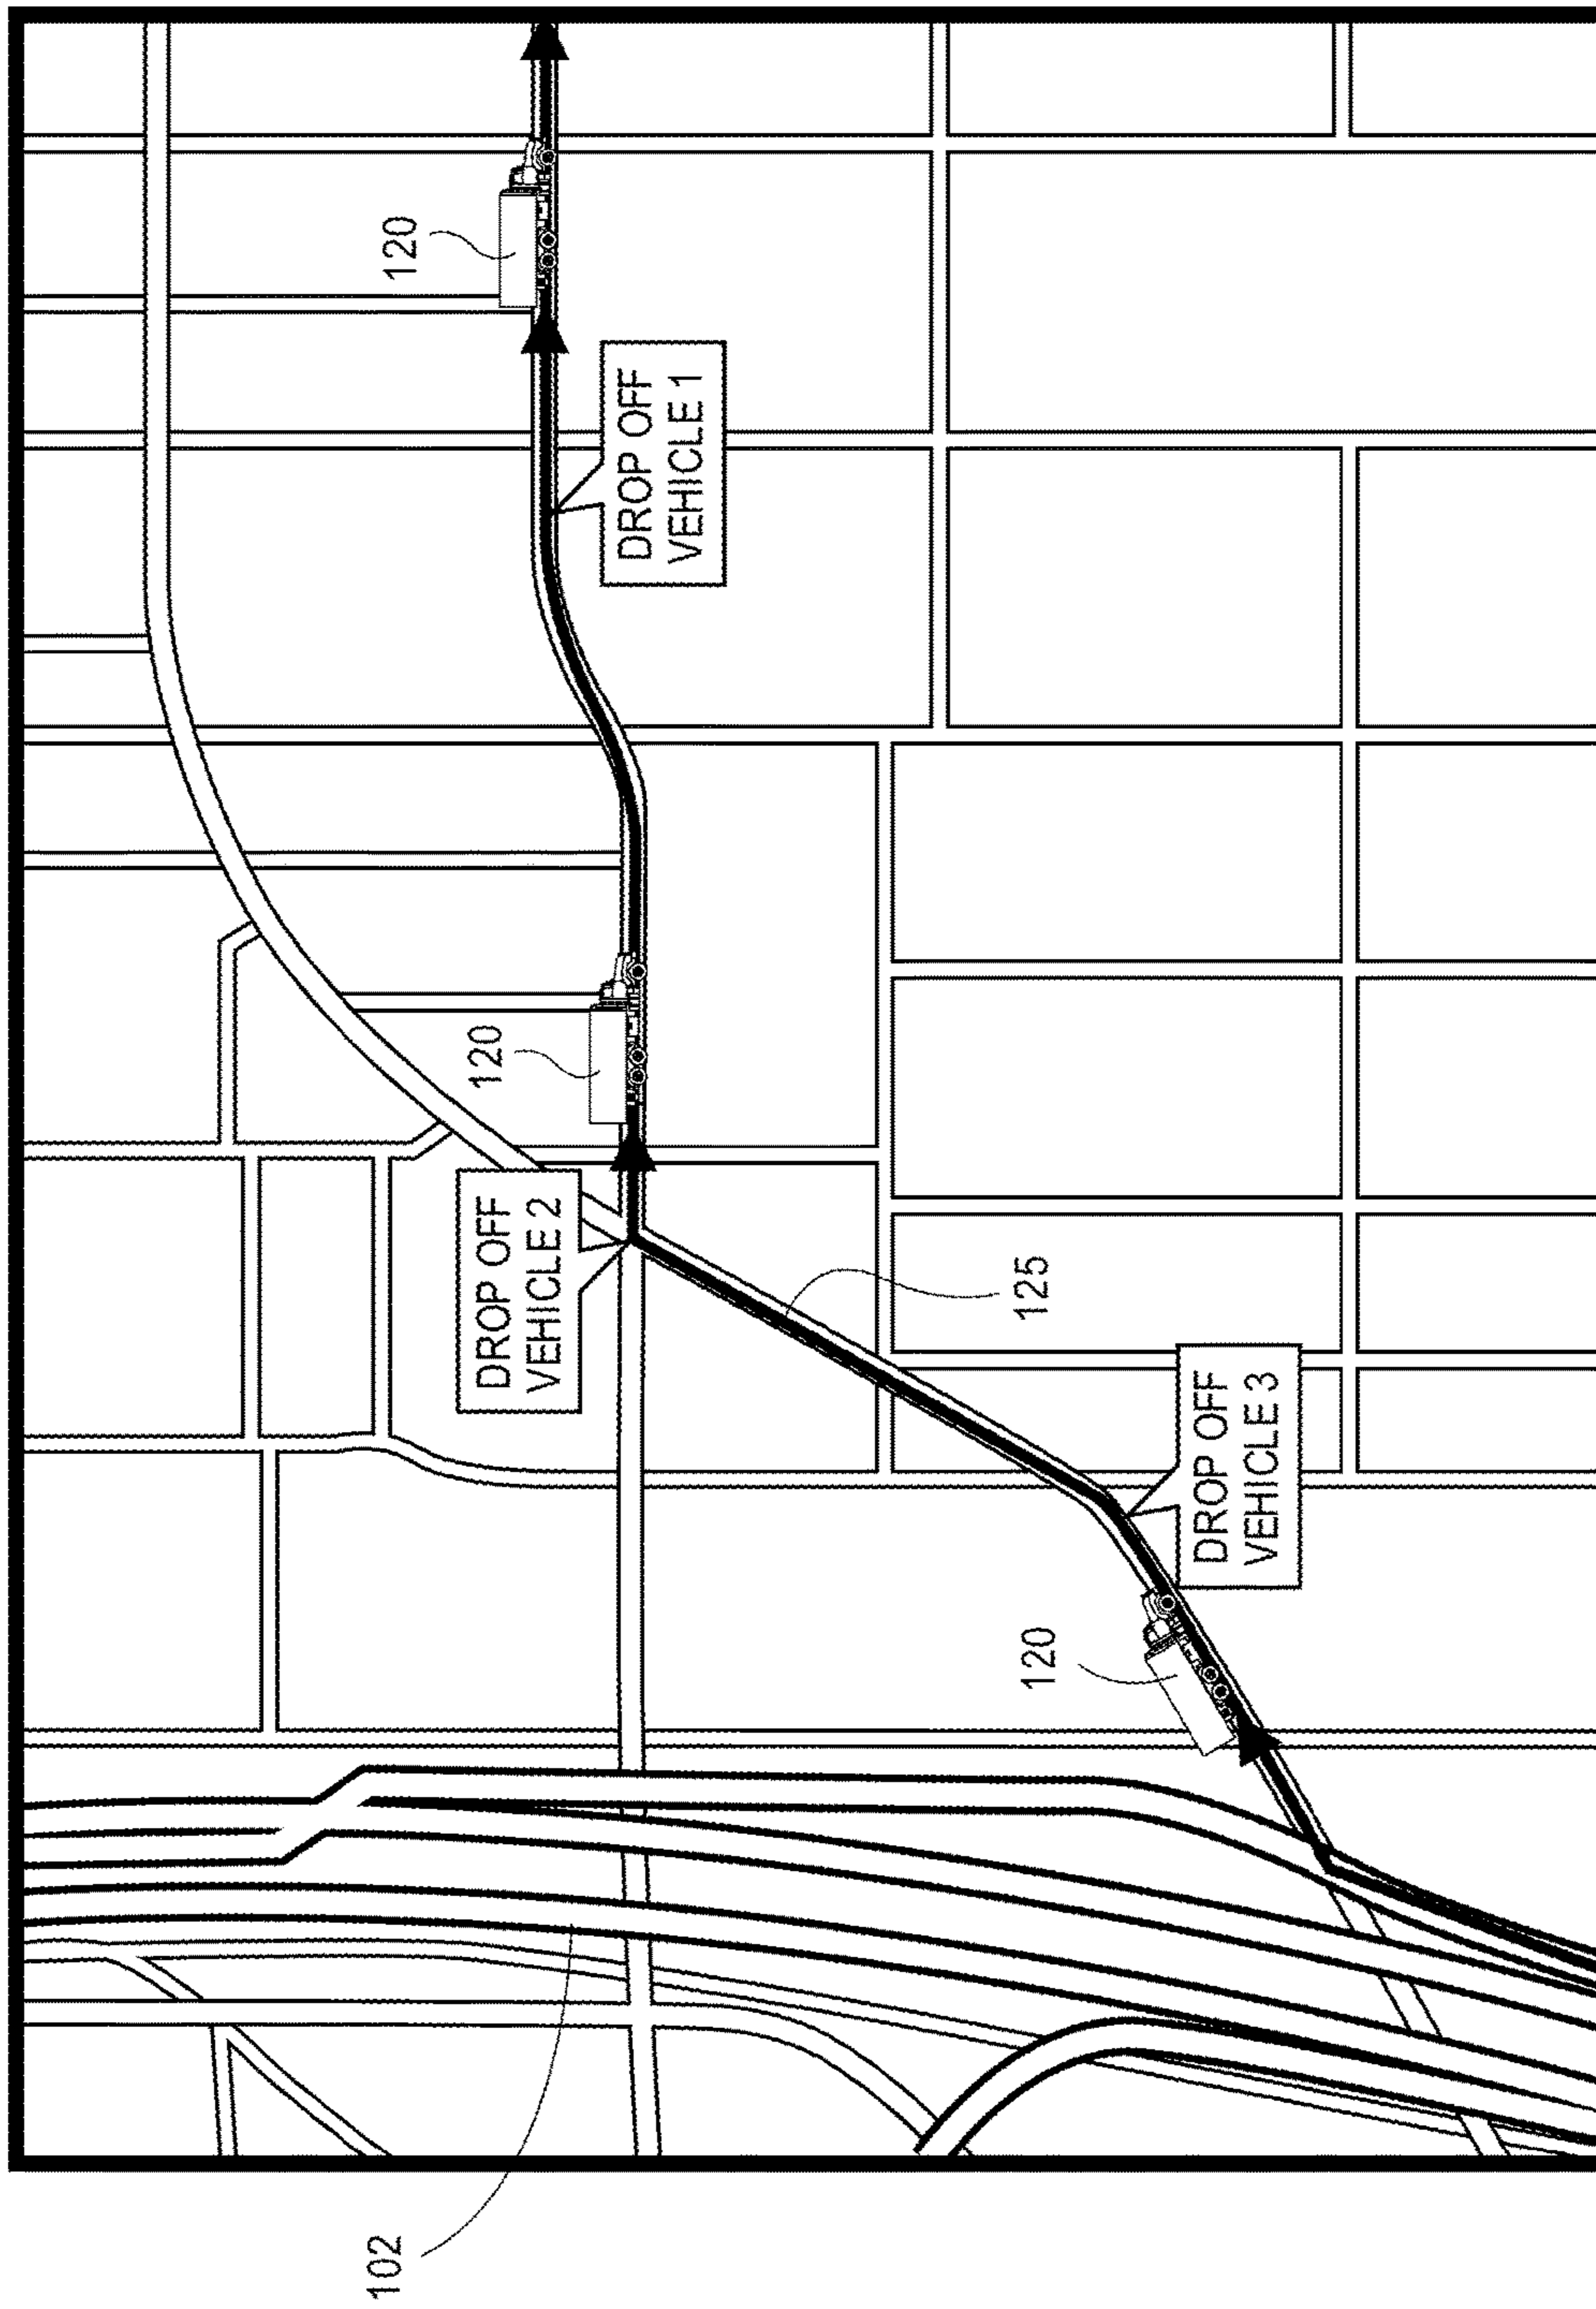 120
DROP OFF
VEHICLE 1
120
DROP OFF
VEHICLE 2
125
DROP OFF
VEHICLE 3
120
102